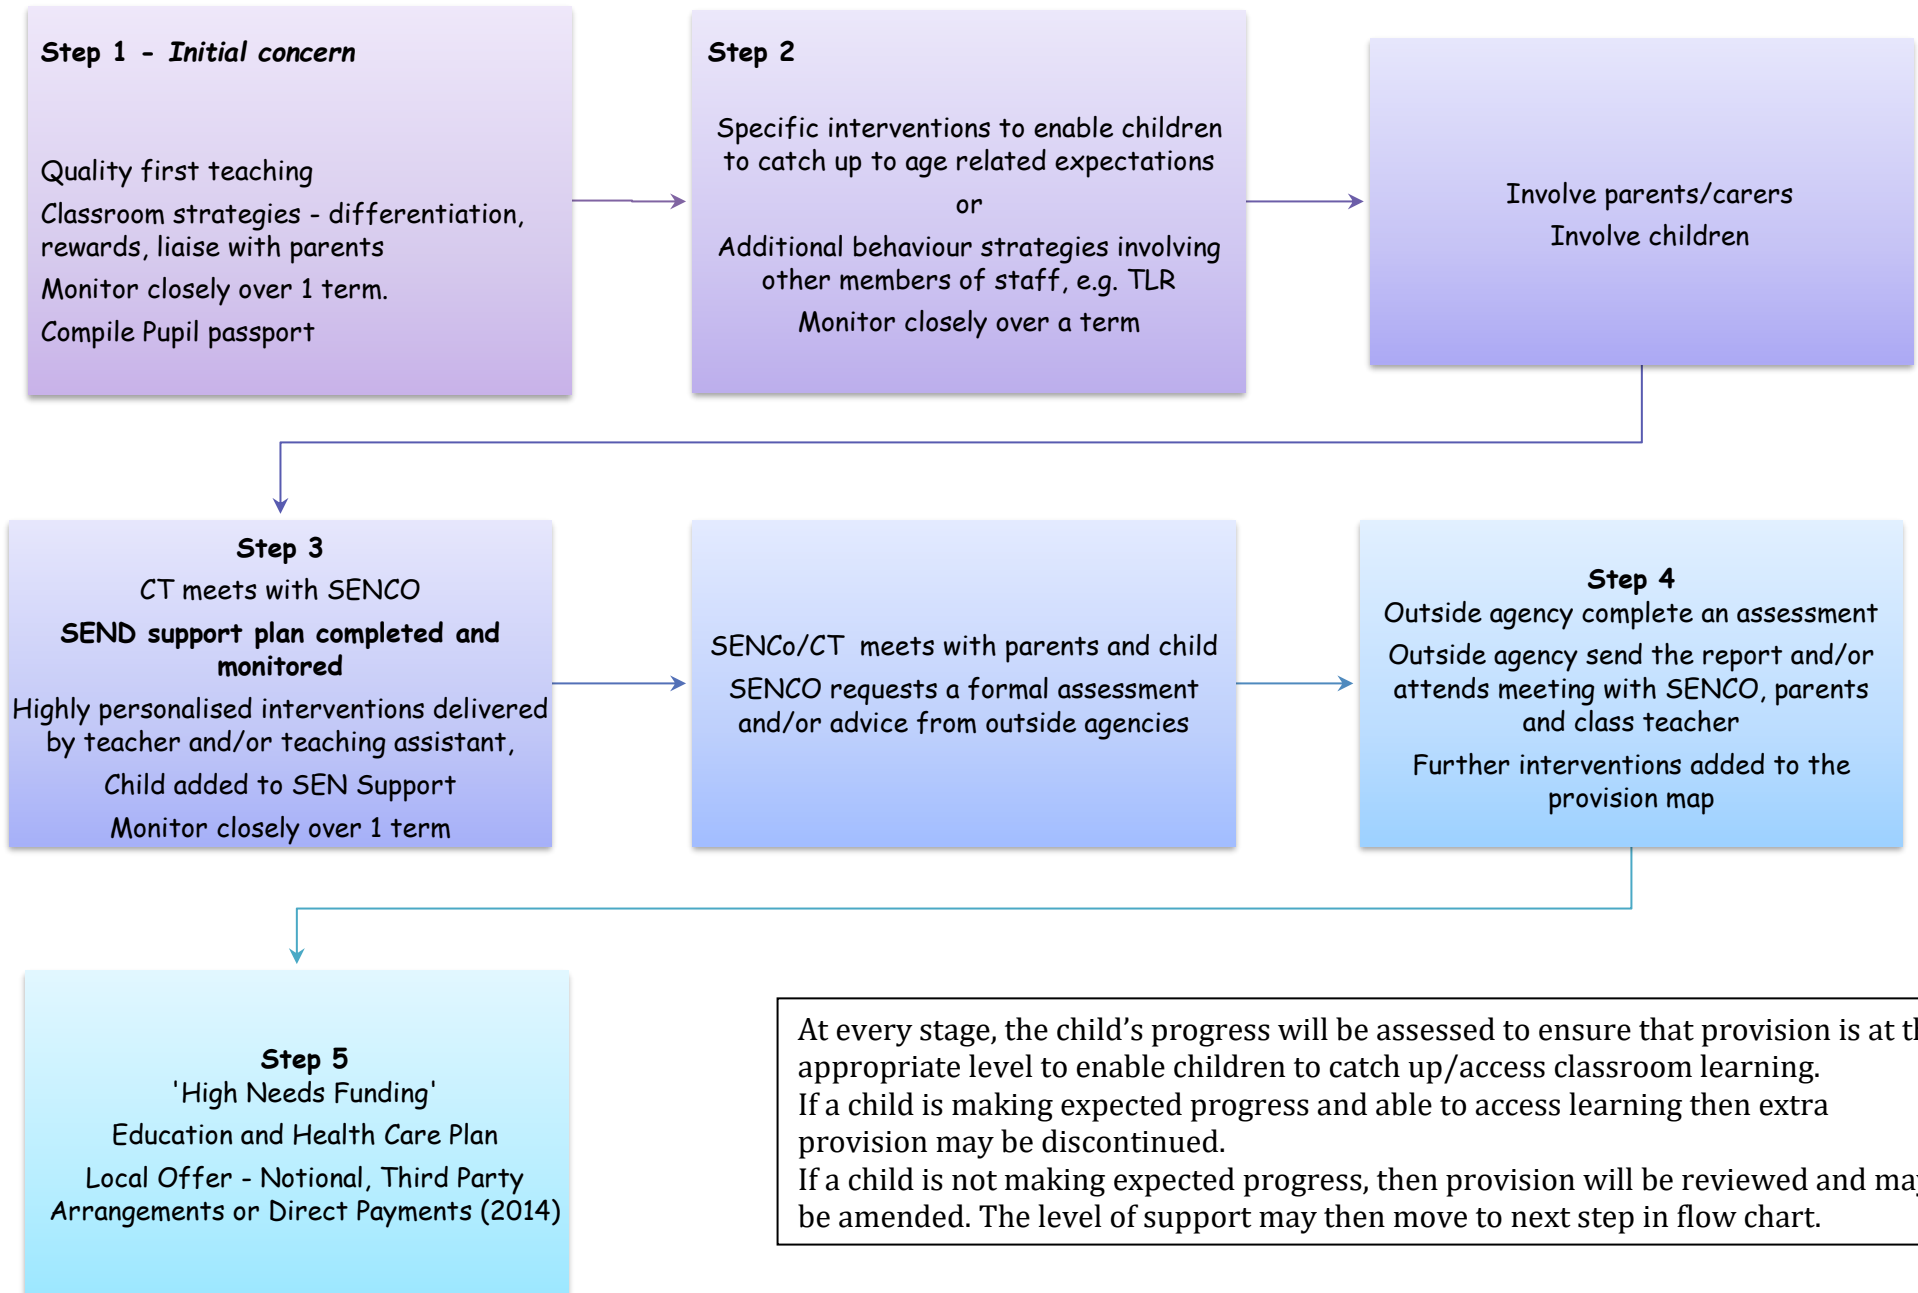 Step 1 - Initial concern
Quality first teaching
Classroom strategies - differentiation,
rewards, liaise with parents
Monitor closely over 1 term.
Compile Pupil passport
Step 2
Specific interventions to enable children
to catch up to age related expectations
or
Additional behaviour strategies involving
other members of staff, e.g. TLR
Monitor closely over a term
Involve parents/carers
Involve children
Step 3
CT meets with SENCO
SEND support plan completed and
monitored
Highly personalised interventions delivered
by teacher and/or teaching assistant,
Child added to SEN Support
Monitor closely over 1 term
SENCo/CT  meets with parents and child
SENCO requests a formal assessment
and/or advice from outside agencies
Step 4
Outside agency complete an assessment
Outside agency send the report and/or
attends meeting with SENCO, parents
and class teacher
Further interventions added to the
provision map
Step 5
'High Needs Funding'
Education and Health Care Plan
Local Offer - Notional, Third Party
Arrangements or Direct Payments (2014)
At every stage, the child’s progress will be assessed to ensure that provision is at
appropriate level to enable children to catch up/access classroom learning.
If a child is making expected progress and able to access learning then extra
provision may be discontinued.
If a child is not making expected progress, then provision will be reviewed and may
be amended. The level of support may then move to next step in flow chart.